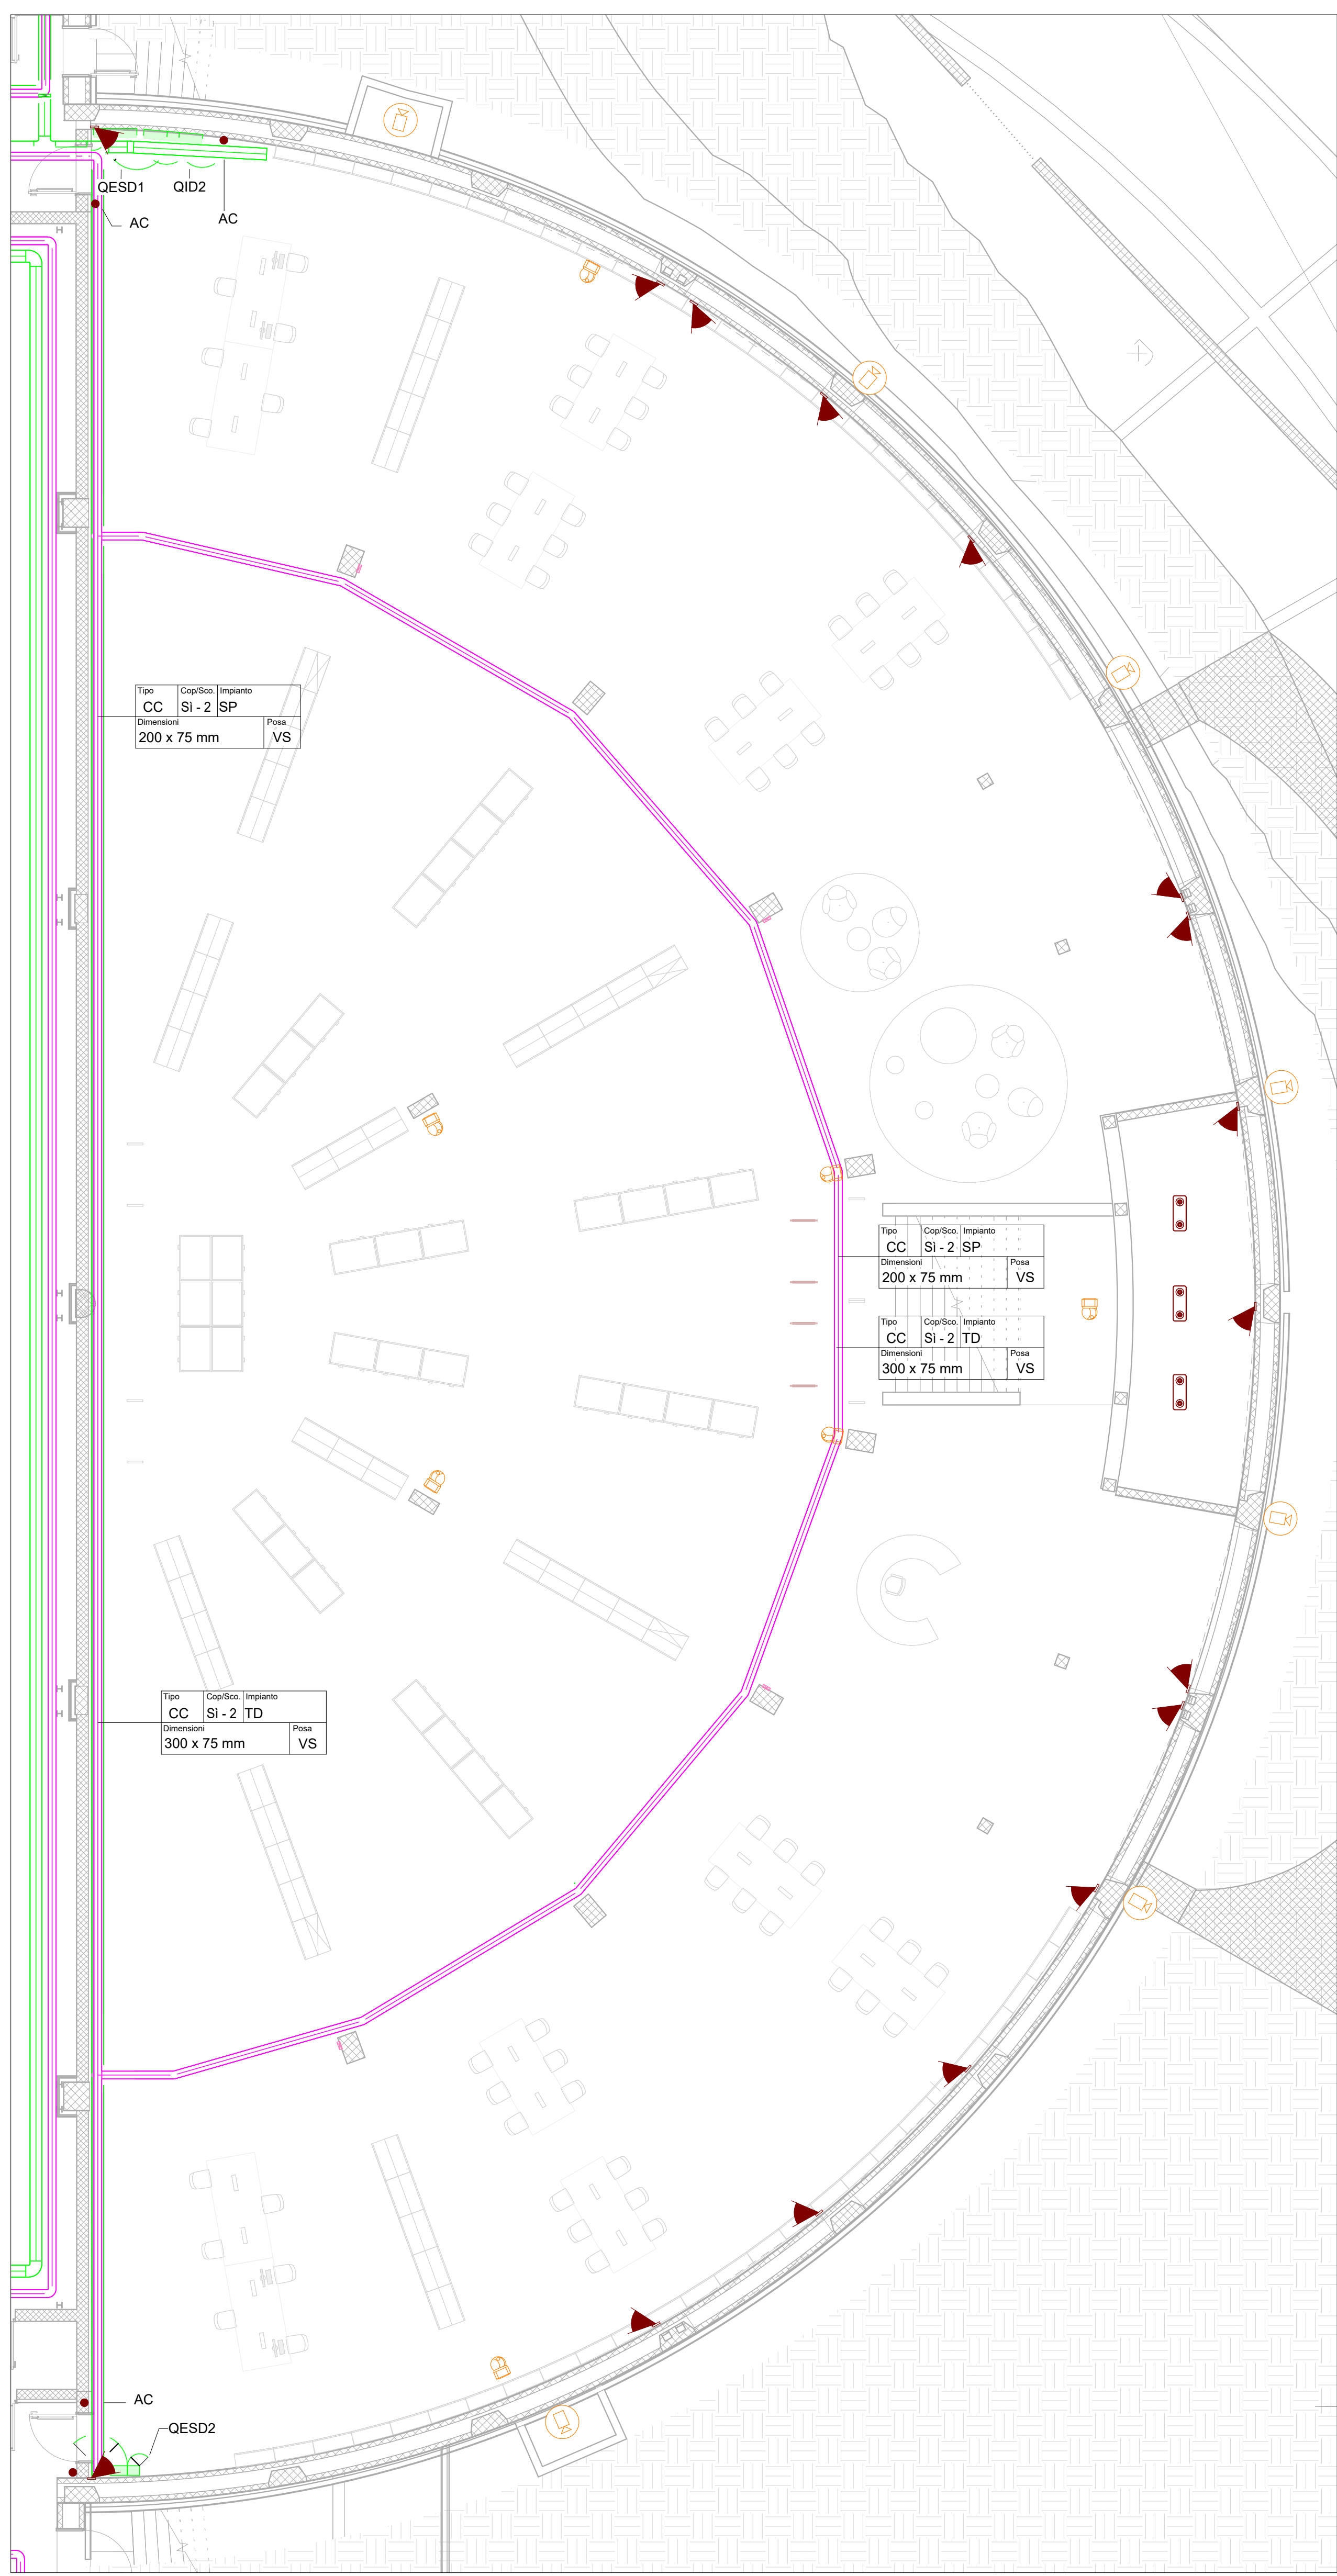 QESD1
QID2
AC
AC
Tipo Cop/Sco. Impianto
CC Sì - 2 SP
Dimensioni Posa
200 x 75 mm VS
Tipo Cop/Sco. Impianto
CC Sì - 2 SP
Dimensioni Posa
200 x 75 mm VS
Tipo Cop/Sco. Impianto
CC Sì - 2 TD
Dimensioni Posa
300 x 75 mm VS
Tipo Cop/Sco. Impianto
CC Sì - 2 TD
Dimensioni Posa
300 x 75 mm VS
AC
QESD2